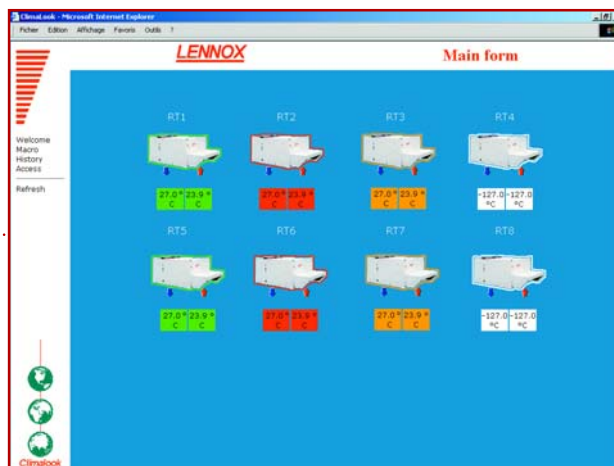 ClimaLook - Microsoft Internet Explorer
Fichier Edition Affichage Favoris Outils ?
LENNOX
Main form
Welcome
Macro
History
Access
Refresh
RT1 RT2 RT3 RT4
27.0 ° 23.9 ° 27.0 ° 23.9 ° 27.0 ° 23.9 ° -127.0 -127.0
C C C C C C °C °C
RT5 RT6 RT7 RT8
27.0 ° 23.9 ° 27.0 ° 23.9 ° 27.0 ° 23.9 ° -127.0 -127.0
C C C C C C °C °C
Climalook